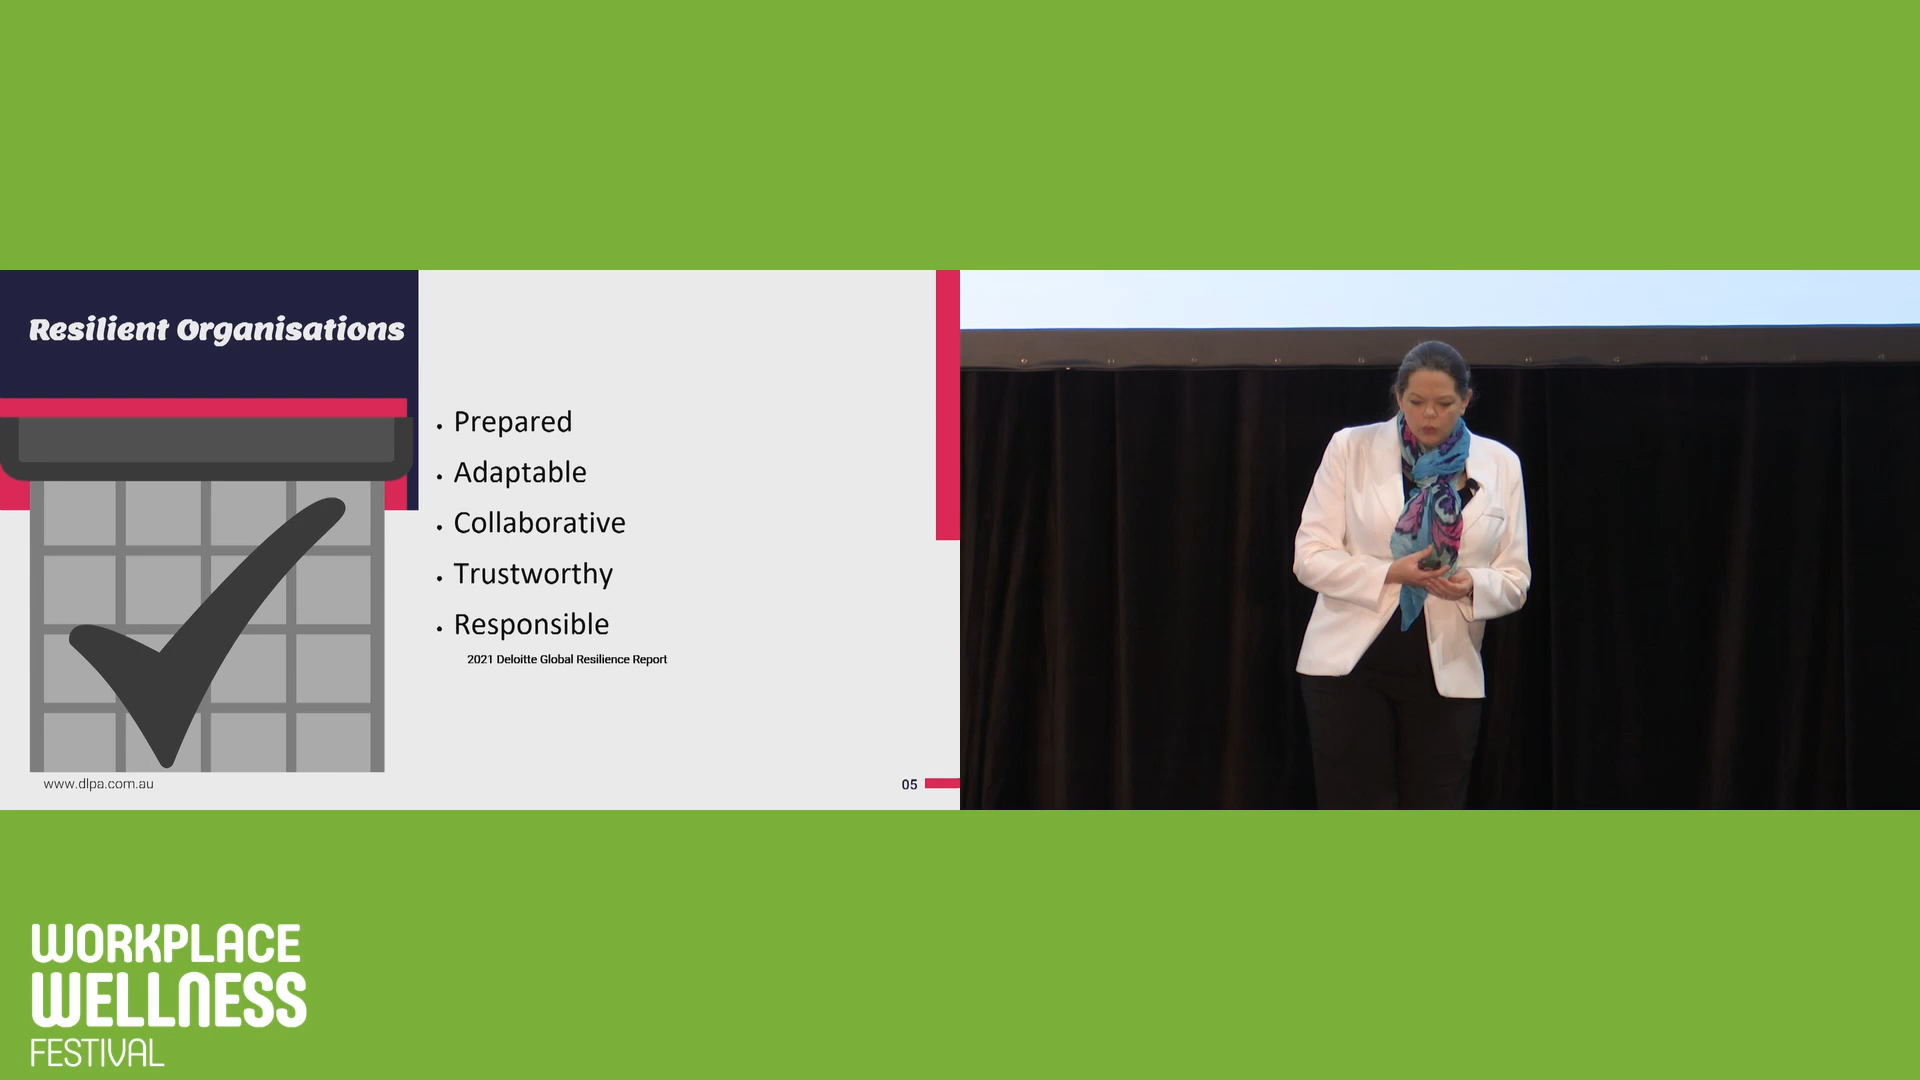 Resilient Organisations
• Prepared
• Adaptable
• Collaborative
• Trustworthy
• Responsible
2021 Deloitte Global Resilience Report
www.dlpa.com.au
05
WORKPLACE
WELLNESS
FESTIVAL